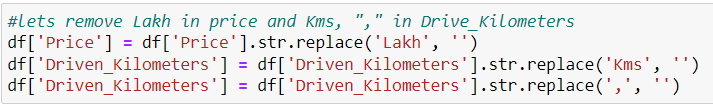 #lets remove Lakh in price and Kms, "," in Drive_Kilometers
df['Price'] = df['Price'].str.replace('Lakh', '')
df['Driven_Kilometers'] = df['Driven_Kilometers'].str.replace('Kms', '')
df['Driven_Kilometers'] = df['Driven_Kilometers'].str.replace(',', '')